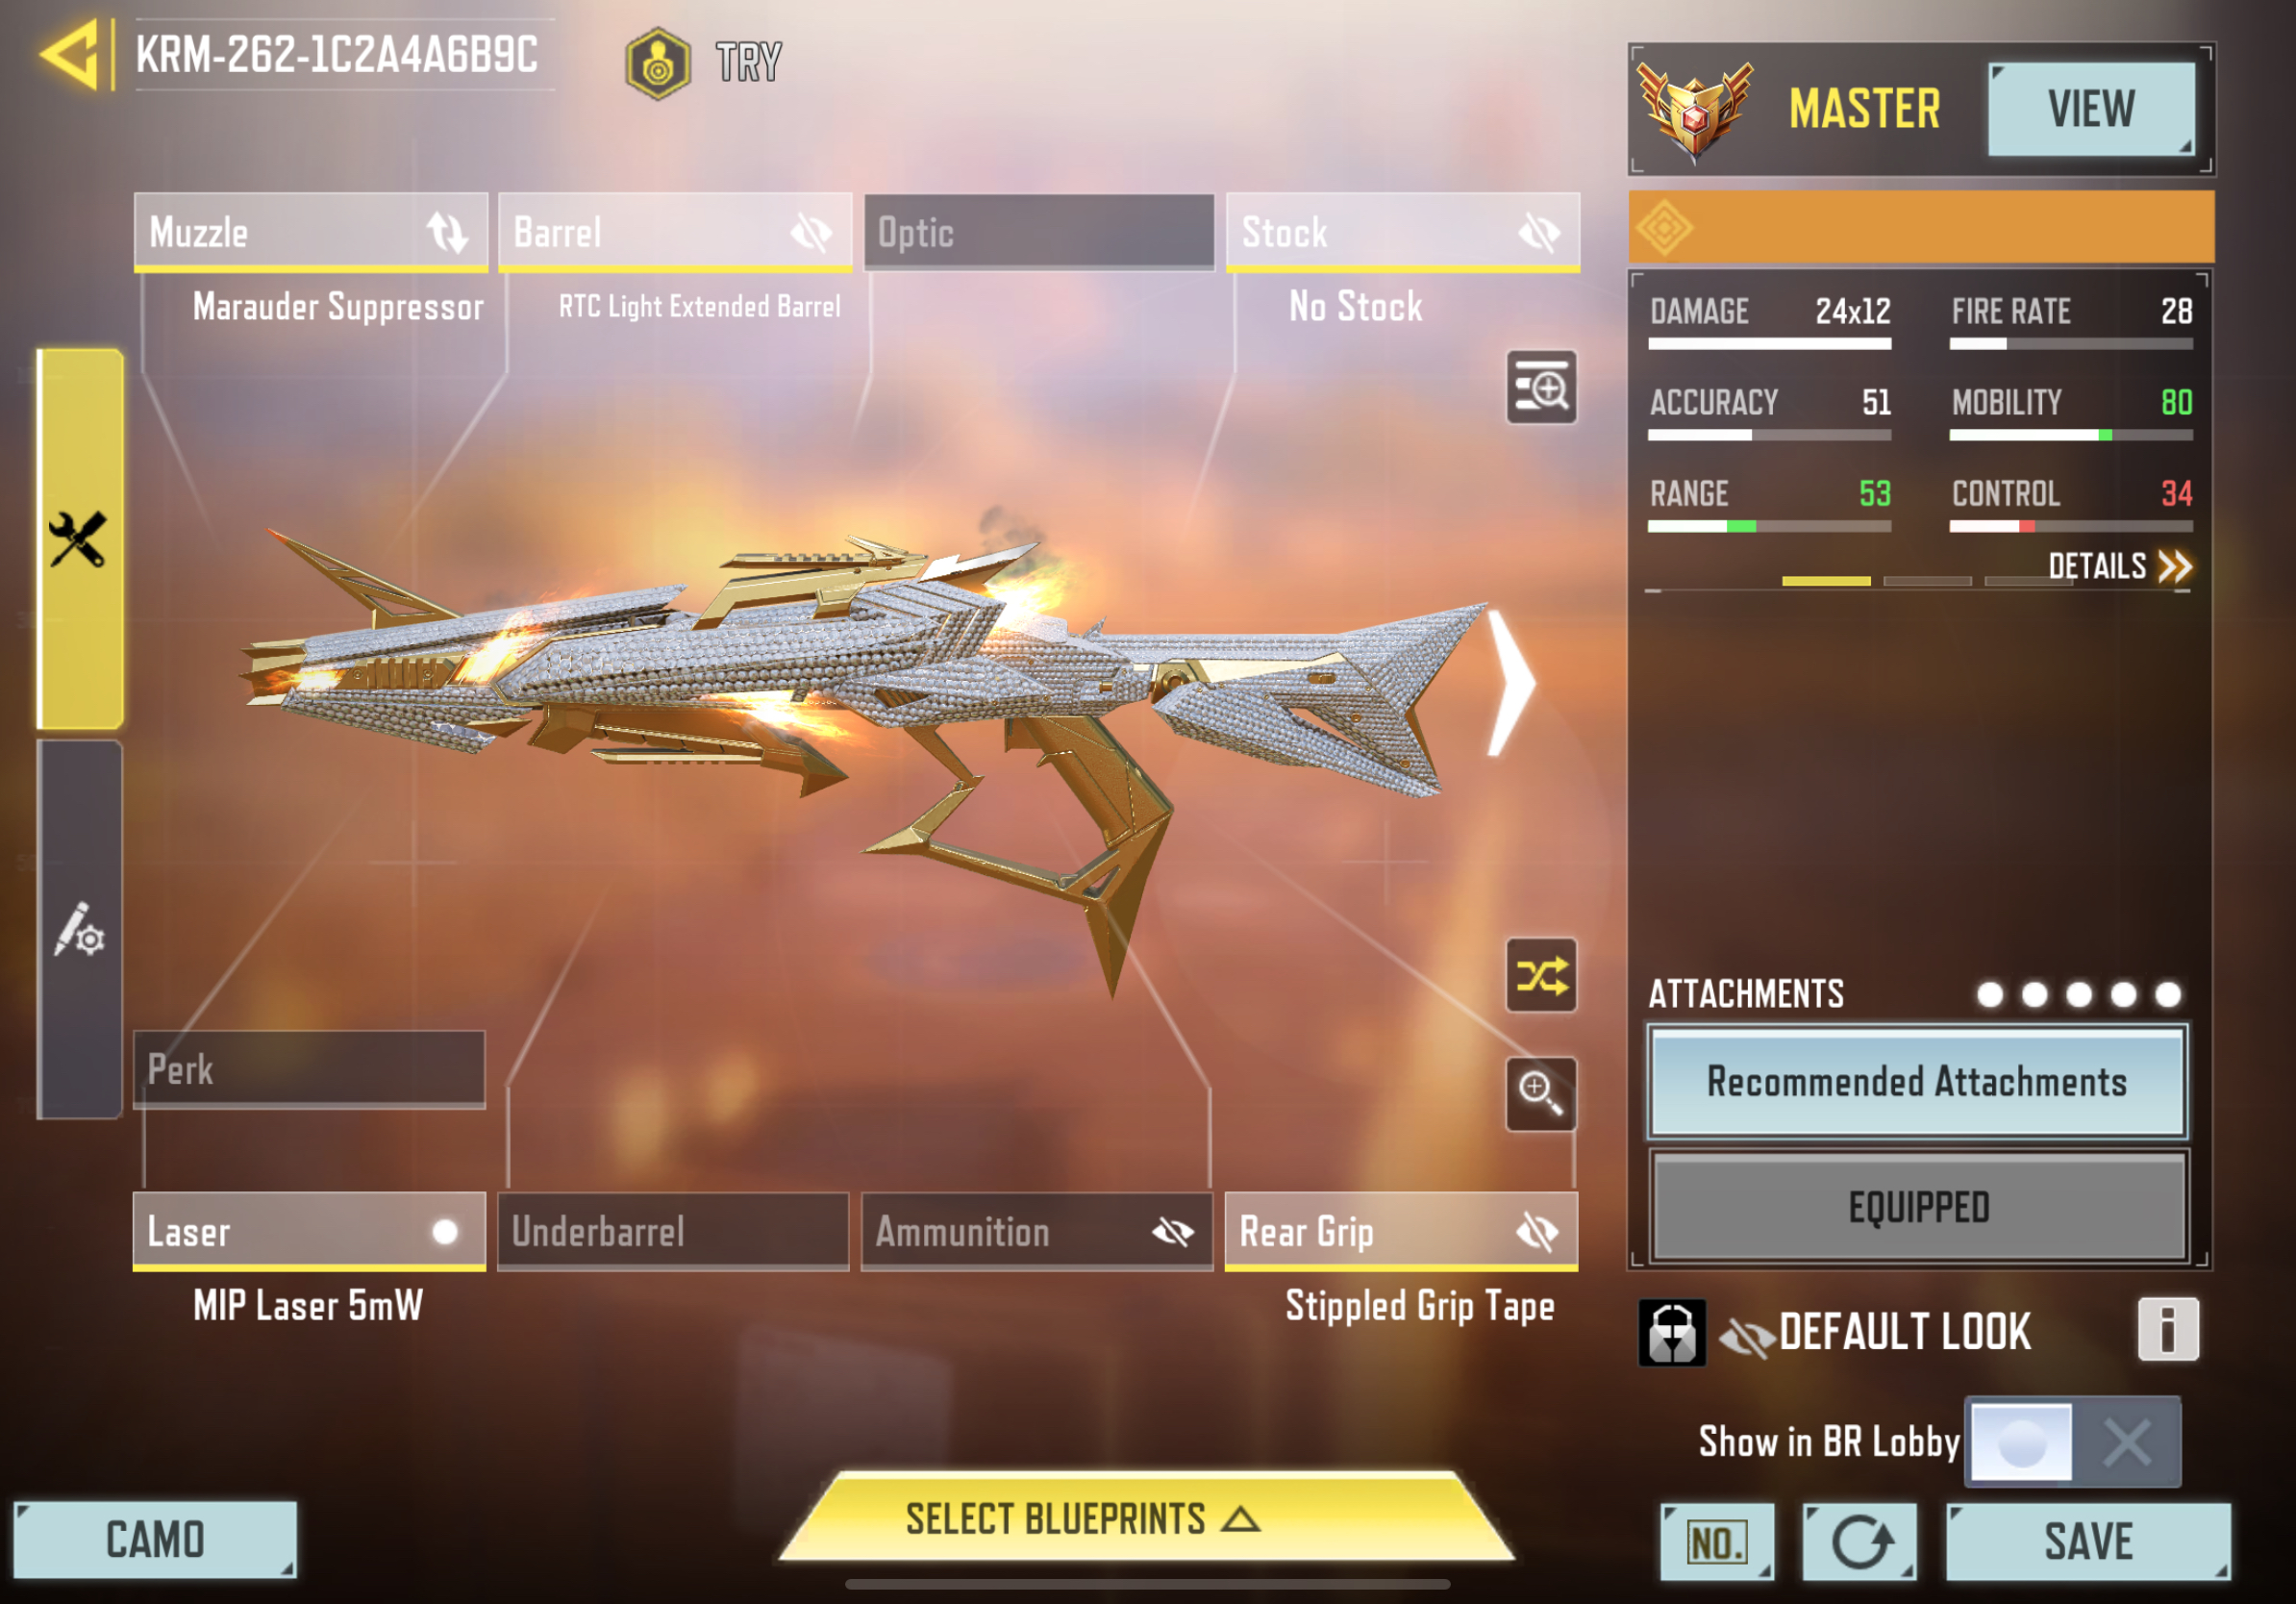 KRM-262-1C2A4A6B9C
TRY
MASTER
VIEW
Muzzle
Barrel
Optic
Stock
Marauder Suppressor
RTC Light Extended Barrel
No Stock
DAMAGE 24x12
FIRE RATE 28
ACCURACY 51
MOBILITY 80
RANGE 53
CONTROL 34
DETAILS
ATTACHMENTS
Recommended Attachments
EQUIPPED
Perk
Laser
Underbarrel
Ammunition
Rear Grip
MIP Laser 5mW
Stippled Grip Tape
DEFAULT LOOK
i
Show in BR Lobby
CAMO
SELECT BLUEPRINTS
NO.
SAVE